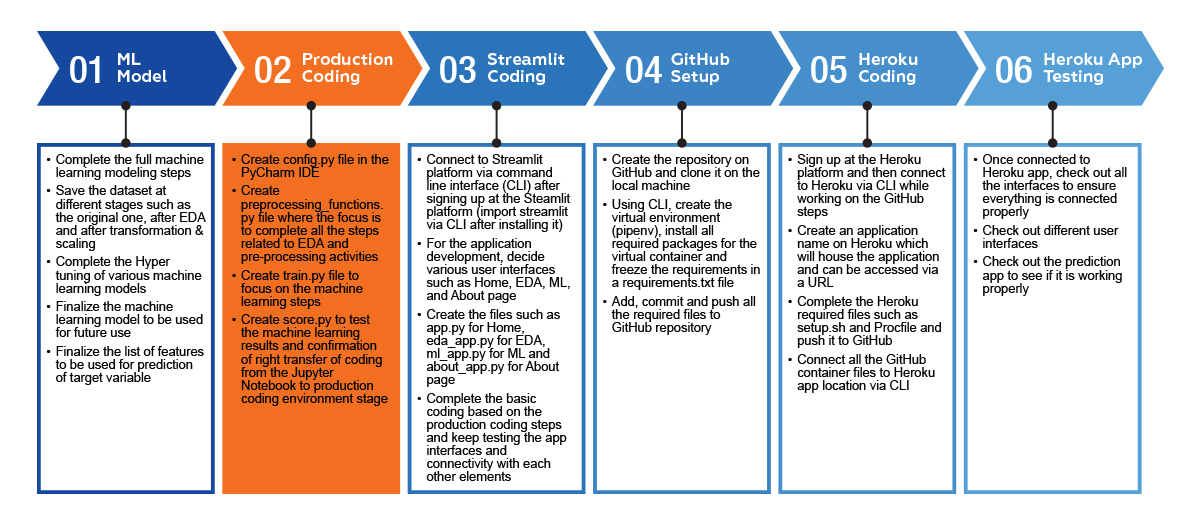 01 ML
Model
02 Production
Coding
03 Streamlit
Coding
04 GitHub
Setup
05 Heroku
Coding
06 Heroku App
Testing
• Complete the full machine
learning modeling steps
• Save the dataset at
different stages such as
the original one, after EDA
and after transformation &
scaling
• Complete the Hyper
tuning of various machine
learning models
• Finalize the machine
learning model to be used
for future use
• Finalize the list of features
to be used for prediction
of target variable
• Create config.py file in the
PyCharm IDE
• Create
preprocessing_functions.
py file where the focus is
to complete all the steps
related to EDA and
pre-processing activities
• Create train.py file to
focus on the machine
learning steps
• Create score.py to test
the machine learning
results and confirmation
of right transfer of coding
from the Jupyter
Notebook to production
coding environment stage
• Connect to Streamlit
platform via command
line interface (CLI) after
signing up at the Steamlit
platform (import streamlit
via CLI after installing it)
• For the application
development, decide
various user interfaces
such as Home, EDA, ML,
and About page
• Create the files such as
app.py for Home,
eda_app.py for EDA,
ml_app.py for ML and
about_app.py for About
page
• Complete the basic
coding based on the
production coding steps
and keep testing the app
interfaces and
connectivity with each
other elements
• Create the repository on
GitHub and clone it on the
local machine
• Using CLI, create the
virtual environment
(pipenv), install all
required packages for the
virtual container and
freeze the requirements in
a requirements.txt file
• Add, commit and push all
the required files to
GitHub repository
• Sign up at the Heroku
platform and then connect
to Heroku via CLI while
working on the GitHub
steps
• Create an application
name on Heroku which
will house the application
and can be accessed via
a URL
• Complete the Heroku
required files such as
setup.sh and Procfile and
push it to GitHub
• Connect all the GitHub
container files to Heroku
app location via CLI
• Once connected to
Heroku app, check out all
the interfaces to ensure
everything is connected
properly
• Check out different user
interfaces
• Check out the prediction
app to see if it is working
properly